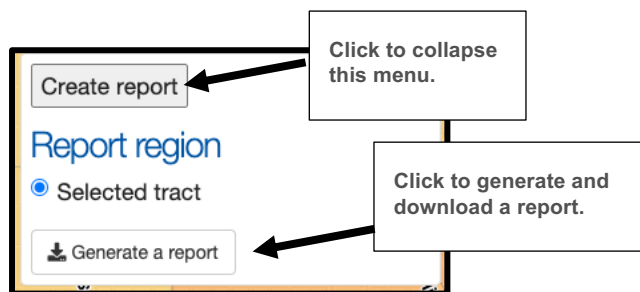 Click to collapse
this menu.
Create report
Report region
Selected tract
Click to generate and
download a report.
Generate a report